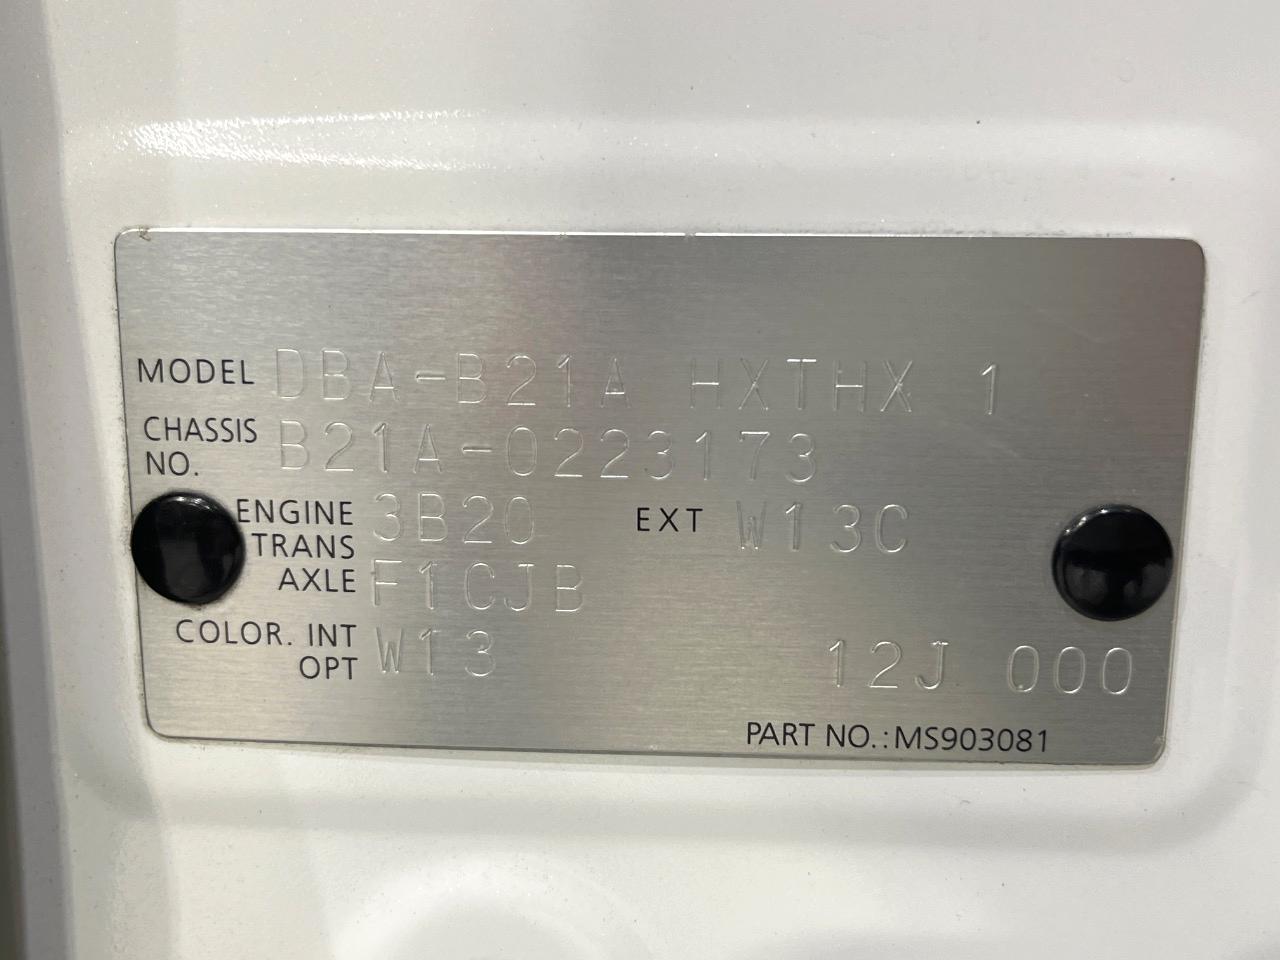 MODEL DBA-B21A HXTHX 1
CHASSIS NO. B21A-0223173
ENGINE 3B20 EXT W13C
TRANS AXLE F1CJB
COLOR. INT OPT W13 12J 000
PART NO.:MS903081